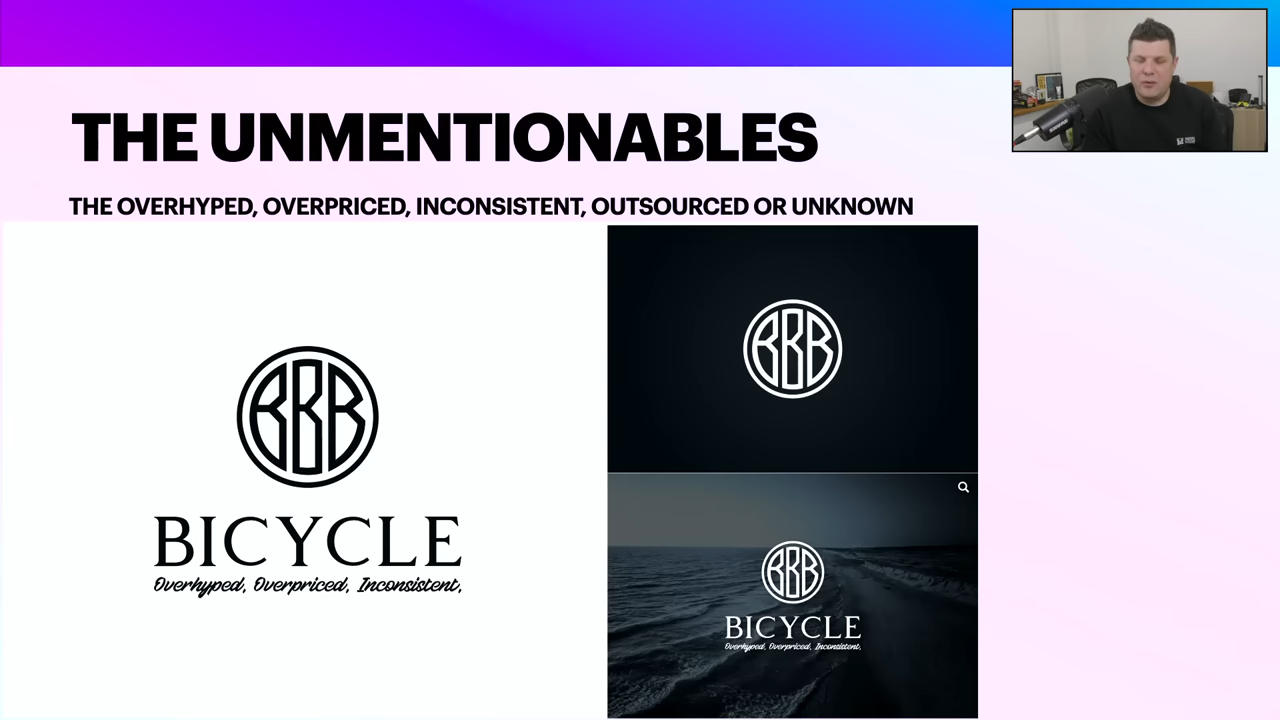 THE UNMENTIONABLES
THE OVERHYPED, OVERPRICED, INCONSISTENT, OUTSOURCED OR UNKNOWN
BBB
BICYCLE
Overhyped, Overpriced, Inconsistent,
BBB
BBB
BICYCLE
Overhyped, Overpriced, Inconsistent,